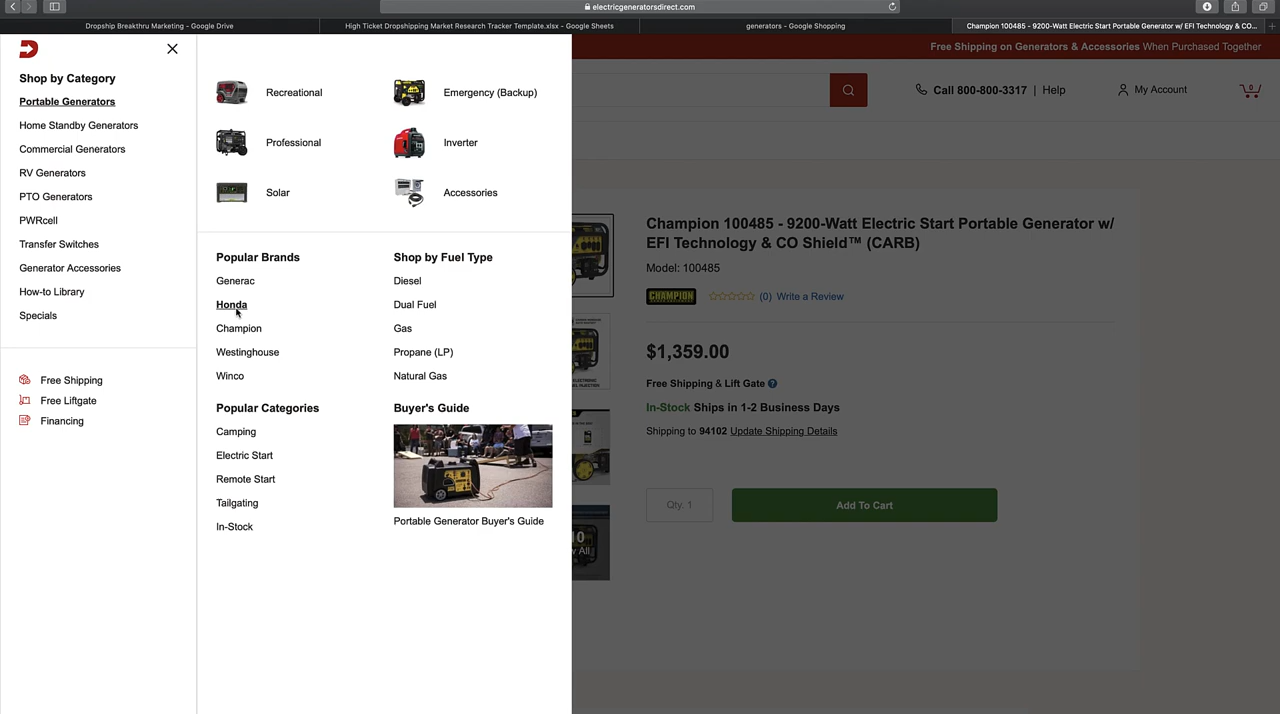 electricgeneratorsdirect.com
Dropship Breakthru Marketing - Google Drive
High Ticket Dropshipping Market Research Tracker Template.xlsx - Google Sheets
generators - Google Shopping
Champion 100485 - 9200-Watt Electric Start Portable Generator w/ EFI Technology & CO...
Shop by Category
Portable Generators
Home Standby Generators
Commercial Generators
RV Generators
PTO Generators
PWRcell
Transfer Switches
Generator Accessories
How-to Library
Specials
Free Shipping
Free Liftgate
Financing
Recreational
Emergency (Backup)
Professional
Inverter
Solar
Accessories
Popular Brands
Generac
Honda
Champion
Westinghouse
Winco
Shop by Fuel Type
Diesel
Dual Fuel
Gas
Propane (LP)
Natural Gas
Popular Categories
Camping
Electric Start
Remote Start
Tailgating
In-Stock
Buyer's Guide
Portable Generator Buyer's Guide
Free Shipping on Generators & Accessories When Purchased Together
Call 800-800-3317 | Help
My Account
0
Champion 100485 - 9200-Watt Electric Start Portable Generator w/
EFI Technology & CO Shield™ (CARB)
Model: 100485
CHAMPION
(0) Write a Review
$1,359.00
Free Shipping & Lift Gate ?
In-Stock Ships in 1-2 Business Days
Shipping to 94102 Update Shipping Details
Qty. 1
Add To Cart
All